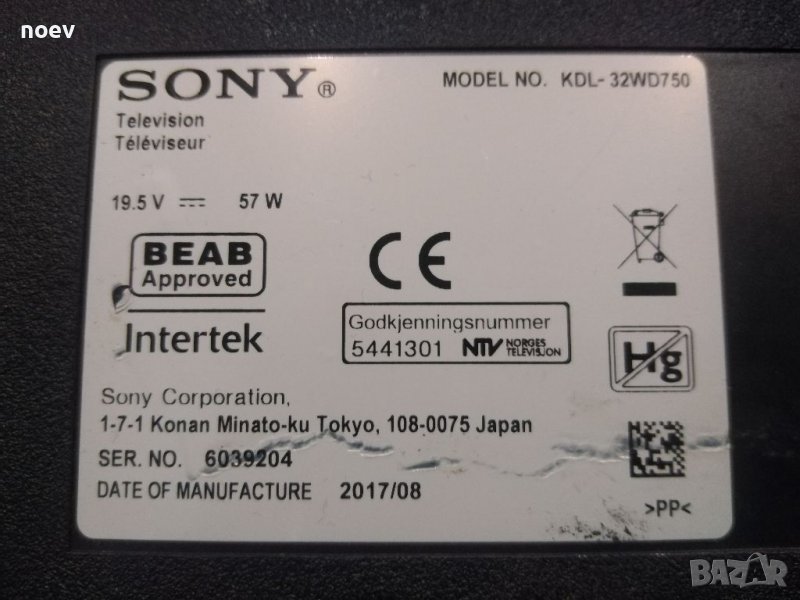 noev
SONY®
MODEL NO. KDL-32WD750
Television
Téléviseur
19.5 V ⎓ 57 W
BEAB
Approved
CE
Intertek
Godkjenningsnummer
5441301 NTV NORGES
TELEVISJON
Hg
Sony Corporation,
1-7-1 Konan Minato-ku Tokyo, 108-0075 Japan
SER. NO. 6039204
DATE OF MANUFACTURE 2017/08
>PP<
BAZAR